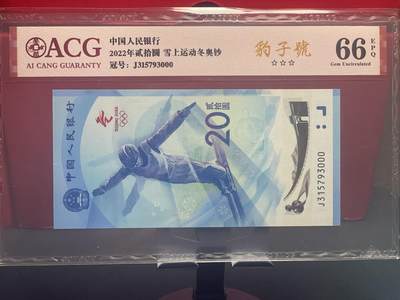 ACG
AI CANG GUARANTY
中国人民银行
2022年贰拾圆 雪上运动冬奥钞
冠号: J315793000
豹子號
☆☆☆
66 EPQ
Gem Uncirculated
中国人民银行
BEIJING 2022
20
贰拾圆
J315793000